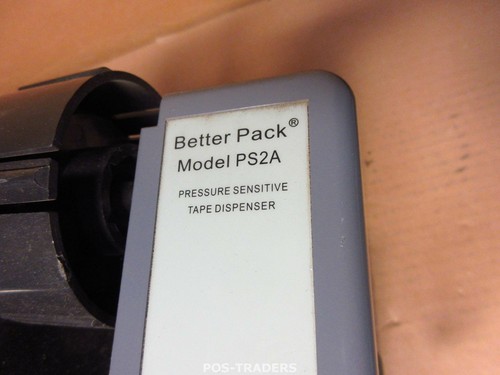 Better Pack®
Model PS2A
PRESSURE SENSITIVE
TAPE DISPENSER
POS-TRADERS